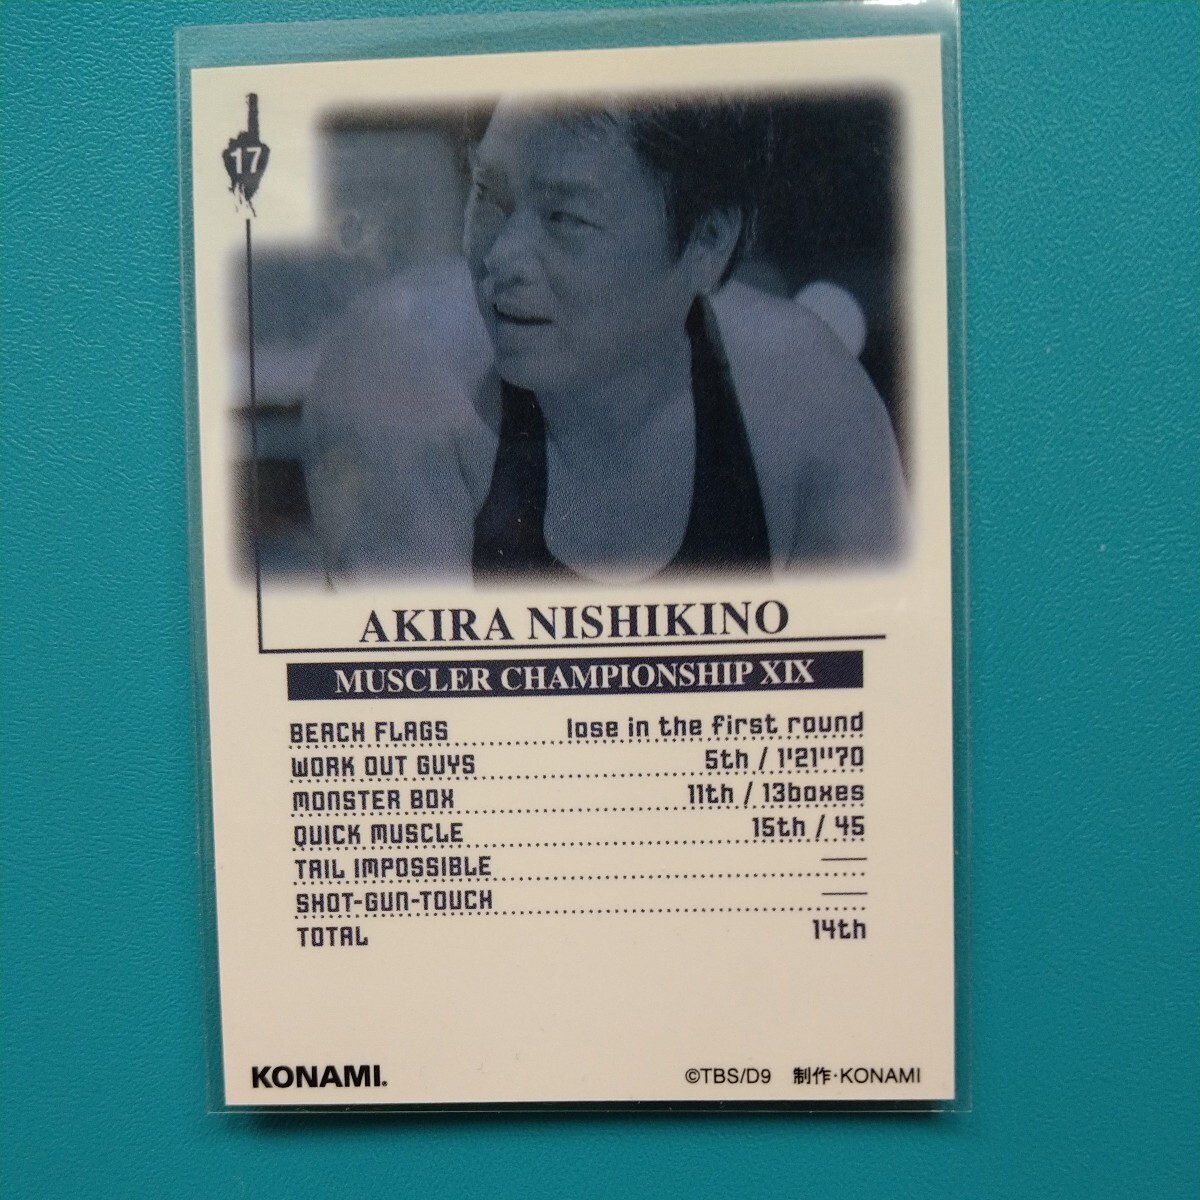 17
AKIRA NISHIKINO
MUSCLER CHAMPIONSHIP XIX
BEACH FLAGS lose in the first round
WORK OUT GUYS 5th / 1'21"70
MONSTER BOX 11th / 13boxes
QUICK MUSCLE 15th / 45
TAIL IMPOSSIBLE —
SHOT-GUN-TOUCH —
TOTAL 14th
KONAMI. ©TBS/D9 制作·KONAMI